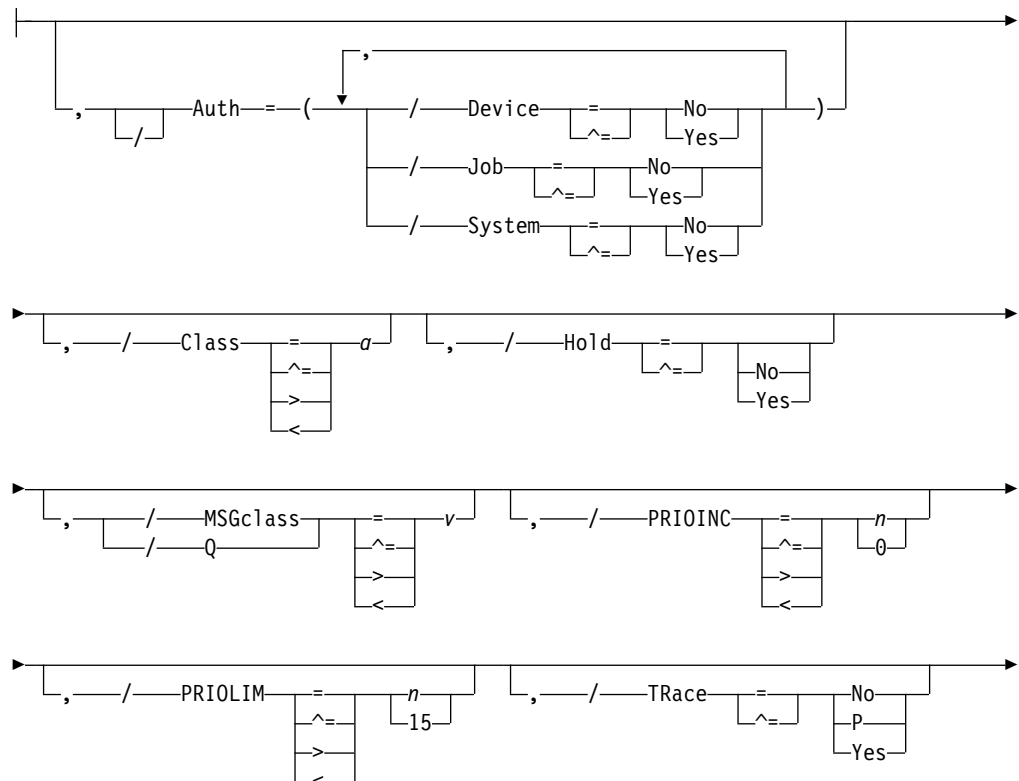 ,
, / Auth = ( / Device = No )
^= Yes
/ Job = No
^= Yes
/ System = No
^= Yes
, / Class = a , / Hold =
^= ^= No
> Yes
<
, / MSGclass = v , / PRIOINC = n
/ Q ^= ^= 0
> >
< <
, / PRIOLIM = n , / TRace = No
^= 15 ^= P
> Yes
<